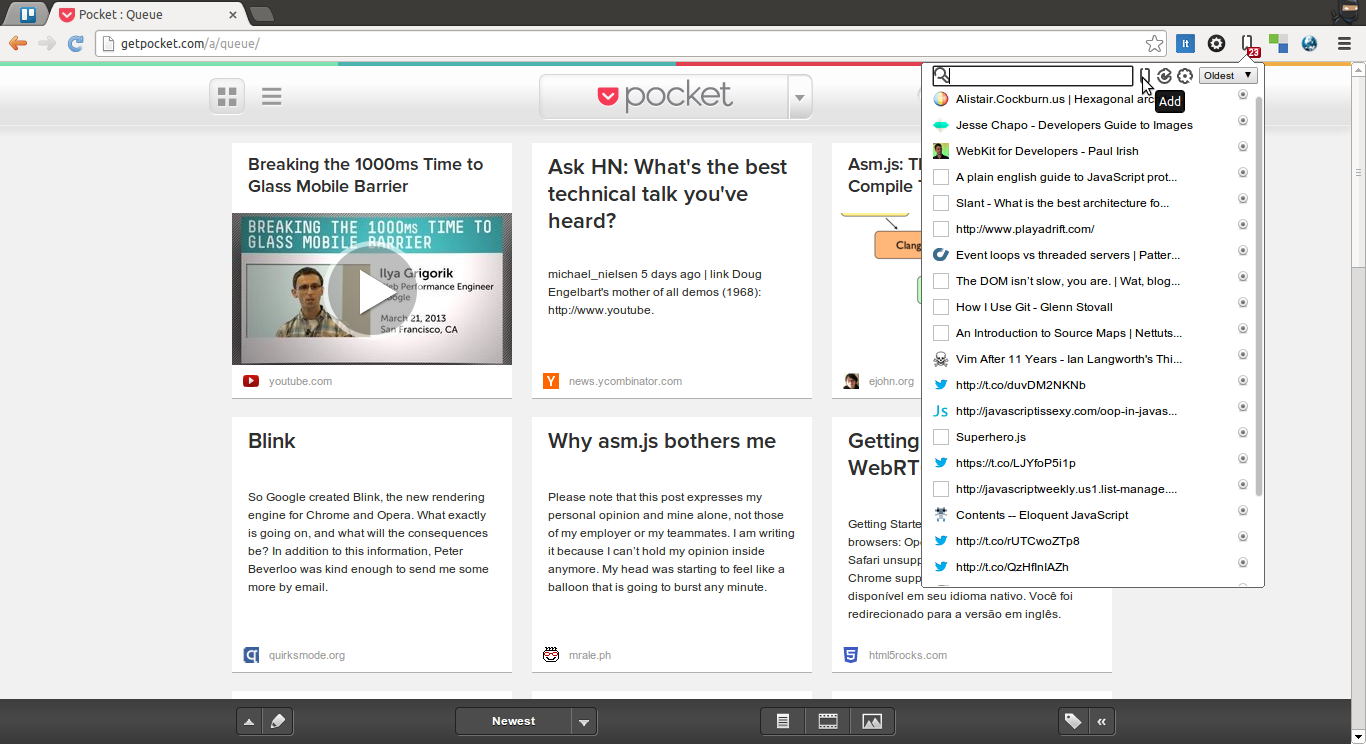 Pocket : Queue
getpocket.com/a/queue/
It
23
pocket
Oldest
Add
Alistair.Cockburn.us | Hexagonal arc
Jesse Chapo - Developers Guide to Images
WebKit for Developers - Paul Irish
A plain english guide to JavaScript prot...
Slant - What is the best architecture fo...
http://www.playadrift.com/
Event loops vs threaded servers | Patter...
The DOM isn't slow, you are. | Wat, blog...
How I Use Git - Glenn Stovall
An Introduction to Source Maps | Nettuts...
Vim After 11 Years - Ian Langworth's Thi...
http://t.co/duvDM2NKNb
Js
http://javascriptissexy.com/oop-in-javas...
Superhero.js
https://t.co/LJYfoP5i1p
http://javascriptweekly.us1.list-manage....
Contents -- Eloquent JavaScript
http://t.co/rUTCwoZTp8
http://t.co/QzHflnIAZh
Breaking the 1000ms Time to
Glass Mobile Barrier
BREAKING THE 1000MS TIME TO
GLASS MOBILE BARRIER
Ilya Grigorik
Web Performance Engineer
Google
March 21, 2013
San Francisco, CA
youtube.com
Ask HN: What's the best
technical talk you've
heard?
michael_nielsen 5 days ago | link Doug
Engelbart's mother of all demos (1968):
http://www.youtube.
Y
news.ycombinator.com
Asm.js: T
Compile T
Clang
ejohn.org
Blink
So Google created Blink, the new rendering
engine for Chrome and Opera. What exactly
is going on, and what will the consequences
be? In addition to this information, Peter
Beverloo was kind enough to send me some
more by email.
quirksmode.org
Why asm.js bothers me
Please note that this post expresses my
personal opinion and mine alone, not those
of my employer or my teammates. I am writing
it because I can't hold my opinion inside
anymore. My head was starting to feel like a
balloon that is going to burst any minute.
mrale.ph
Getting
WebRT
Getting Starte
browsers: Ope
Safari unsupp
Chrome supp
disponível em seu idioma nativo. Você foi
redirecionado para a versão em inglês.
5
html5rocks.com
Newest